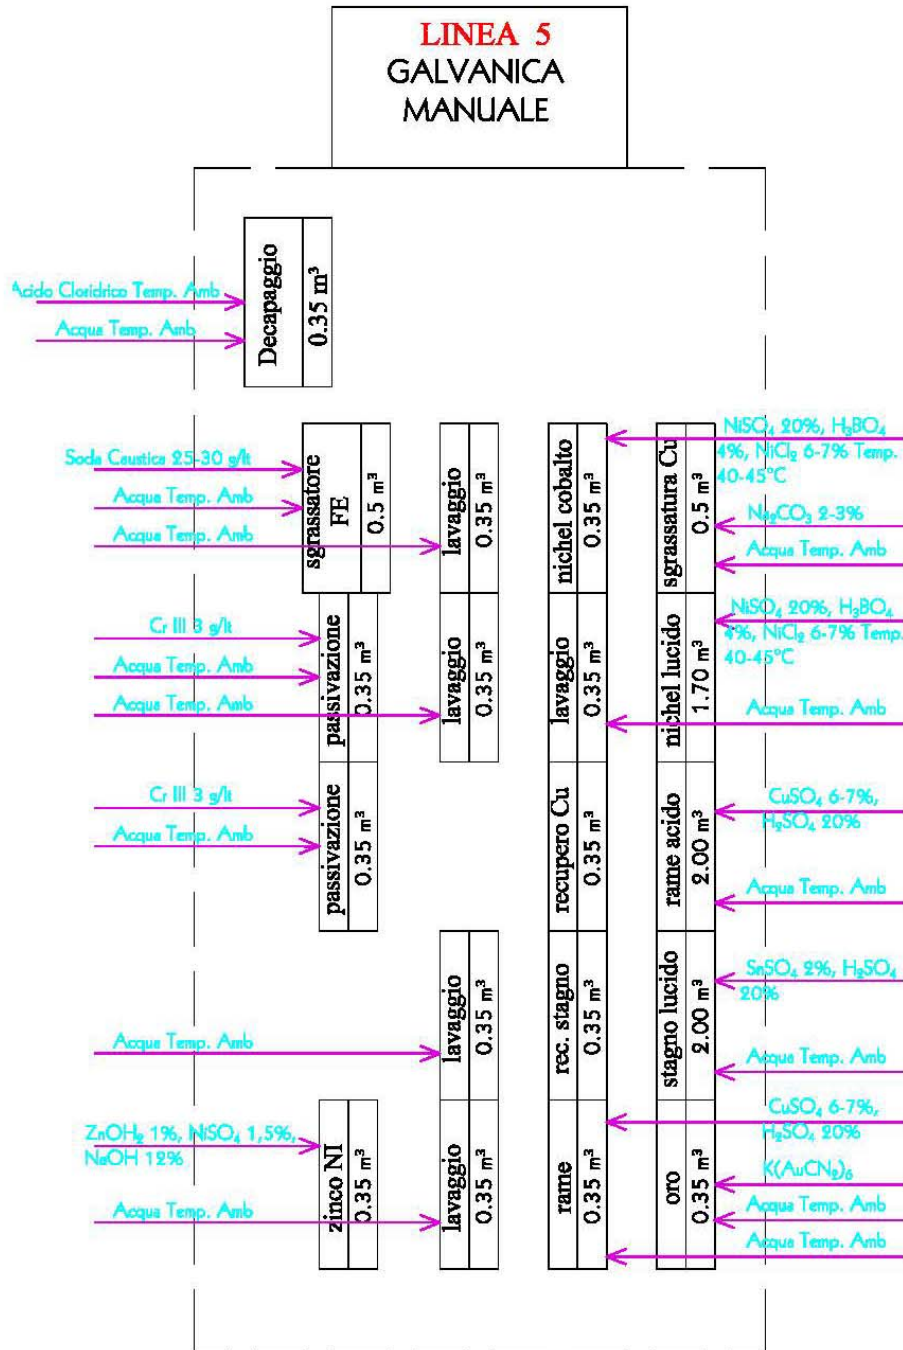 LINEA 5
GALVANICA
MANUALE
Decapaggio
0.35 m³
Acido Cloridrico Temp. Amb
Acqua Temp. Amb
Soda Caustica 25-30 g/lt
Acqua Temp. Amb
Acqua Temp. Amb
sgrassatore
FE
0.5 m³
lavaggio
0.35 m³
nichel cobalto
0.35 m³
sgrassatura Cu
0.5 m³
NiSO₄ 20%, H₃BO₄
4%, NiCl₂ 6-7% Temp.
40-45°C
Na₂CO₃ 2-3%
Acqua Temp. Amb
Cr III 3 g/lt
Acqua Temp. Amb
Acqua Temp. Amb
passivazione
0.35 m³
lavaggio
0.35 m³
lavaggio
0.35 m³
nichel lucido
1.70 m³
NiSO₄ 20%, H₃BO₄
4%, NiCl₂ 6-7% Temp.
40-45°C
Acqua Temp. Amb
Cr III 3 g/lt
Acqua Temp. Amb
passivazione
0.35 m³
recupero Cu
0.35 m³
rame acido
2.00 m³
CuSO₄ 6-7%,
H₂SO₄ 20%
Acqua Temp. Amb
Acqua Temp. Amb
lavaggio
0.35 m³
rec. stagno
0.35 m³
stagno lucido
2.00 m³
SnSO₄ 2%, H₂SO₄
20%
Acqua Temp. Amb
ZnOH₂ 1%, NiSO₄ 1,5%,
NaOH 12%
Acqua Temp. Amb
zinco NI
0.35 m³
lavaggio
0.35 m³
rame
0.35 m³
oro
0.35 m³
CuSO₄ 6-7%,
H₂SO₄ 20%
K(AuCN₂)₆
Acqua Temp. Amb
Acqua Temp. Amb